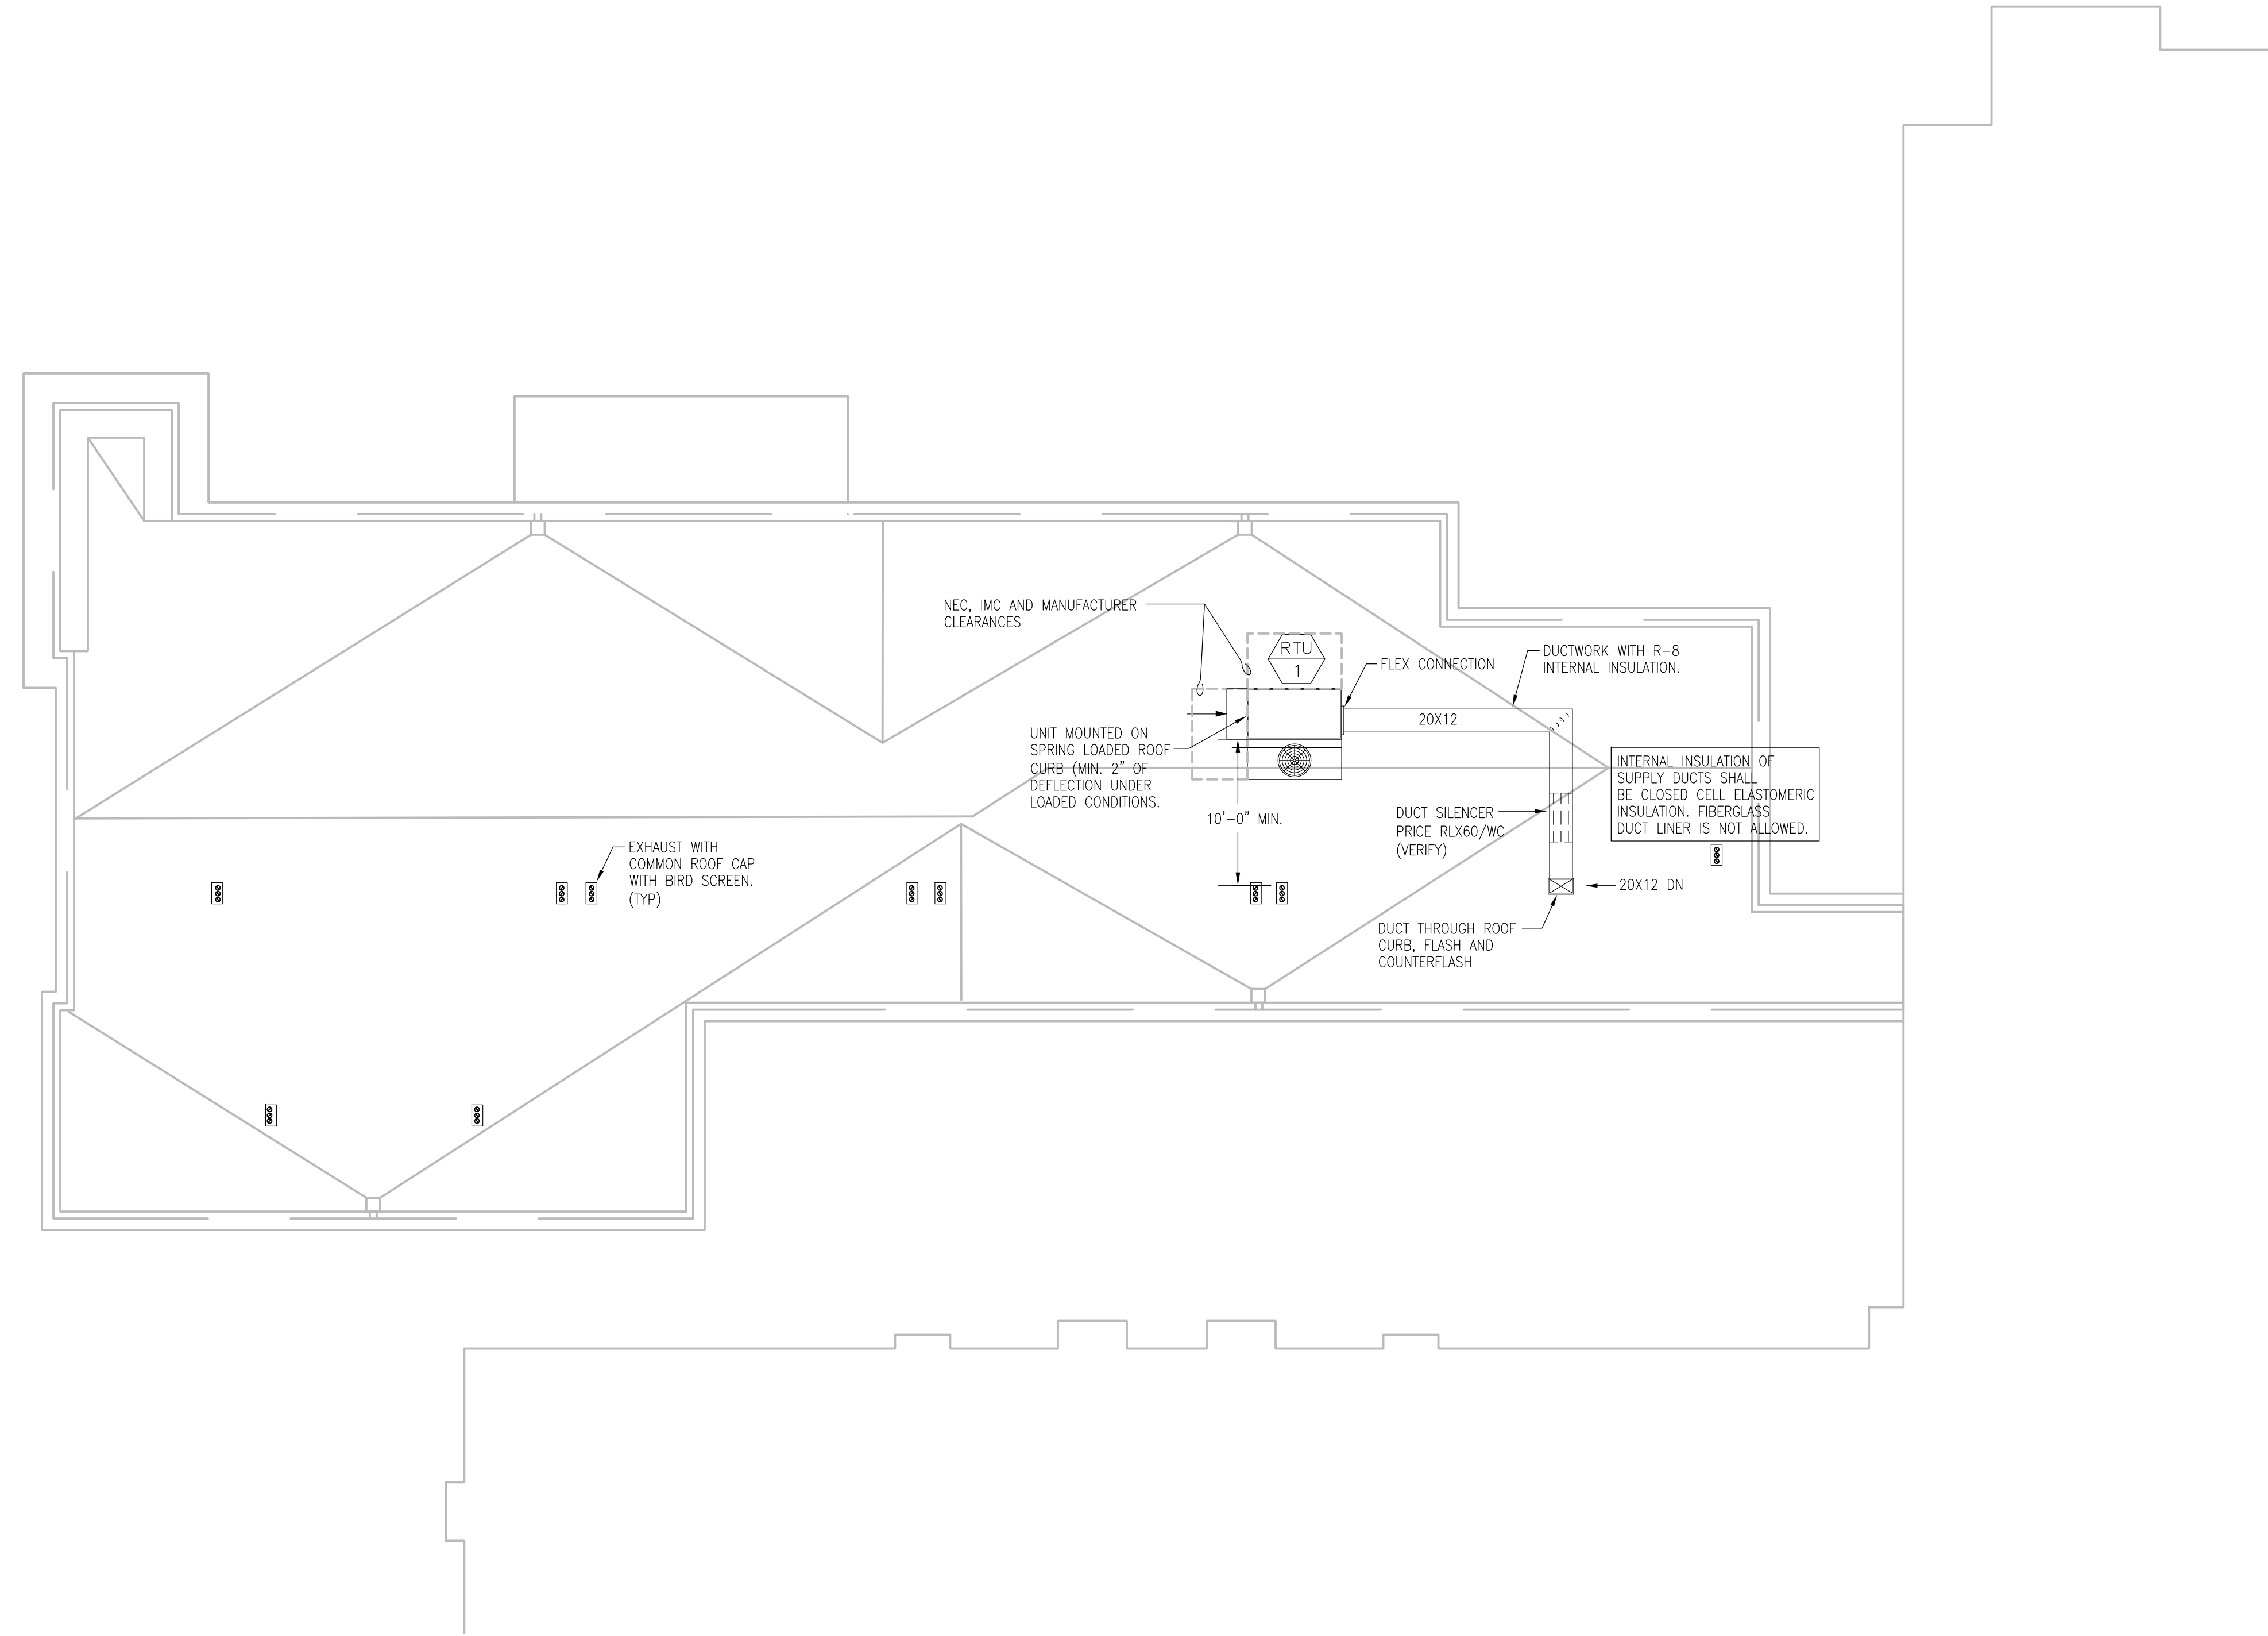 NEC, IMC AND MANUFACTURER
CLEARANCES
RTU
1
FLEX CONNECTION
DUCTWORK WITH R-8
INTERNAL INSULATION.
20X12
UNIT MOUNTED ON
SPRING LOADED ROOF
CURB (MIN. 2" OF
DEFLECTION UNDER
LOADED CONDITIONS.
10'-0" MIN.
INTERNAL INSULATION OF
SUPPLY DUCTS SHALL
BE CLOSED CELL ELASTOMERIC
INSULATION. FIBERGLASS
DUCT LINER IS NOT ALLOWED.
DUCT SILENCER
PRICE RLX60/WC
(VERIFY)
EXHAUST WITH
COMMON ROOF CAP
WITH BIRD SCREEN.
(TYP)
20X12 DN
DUCT THROUGH ROOF
CURB, FLASH AND
COUNTERFLASH